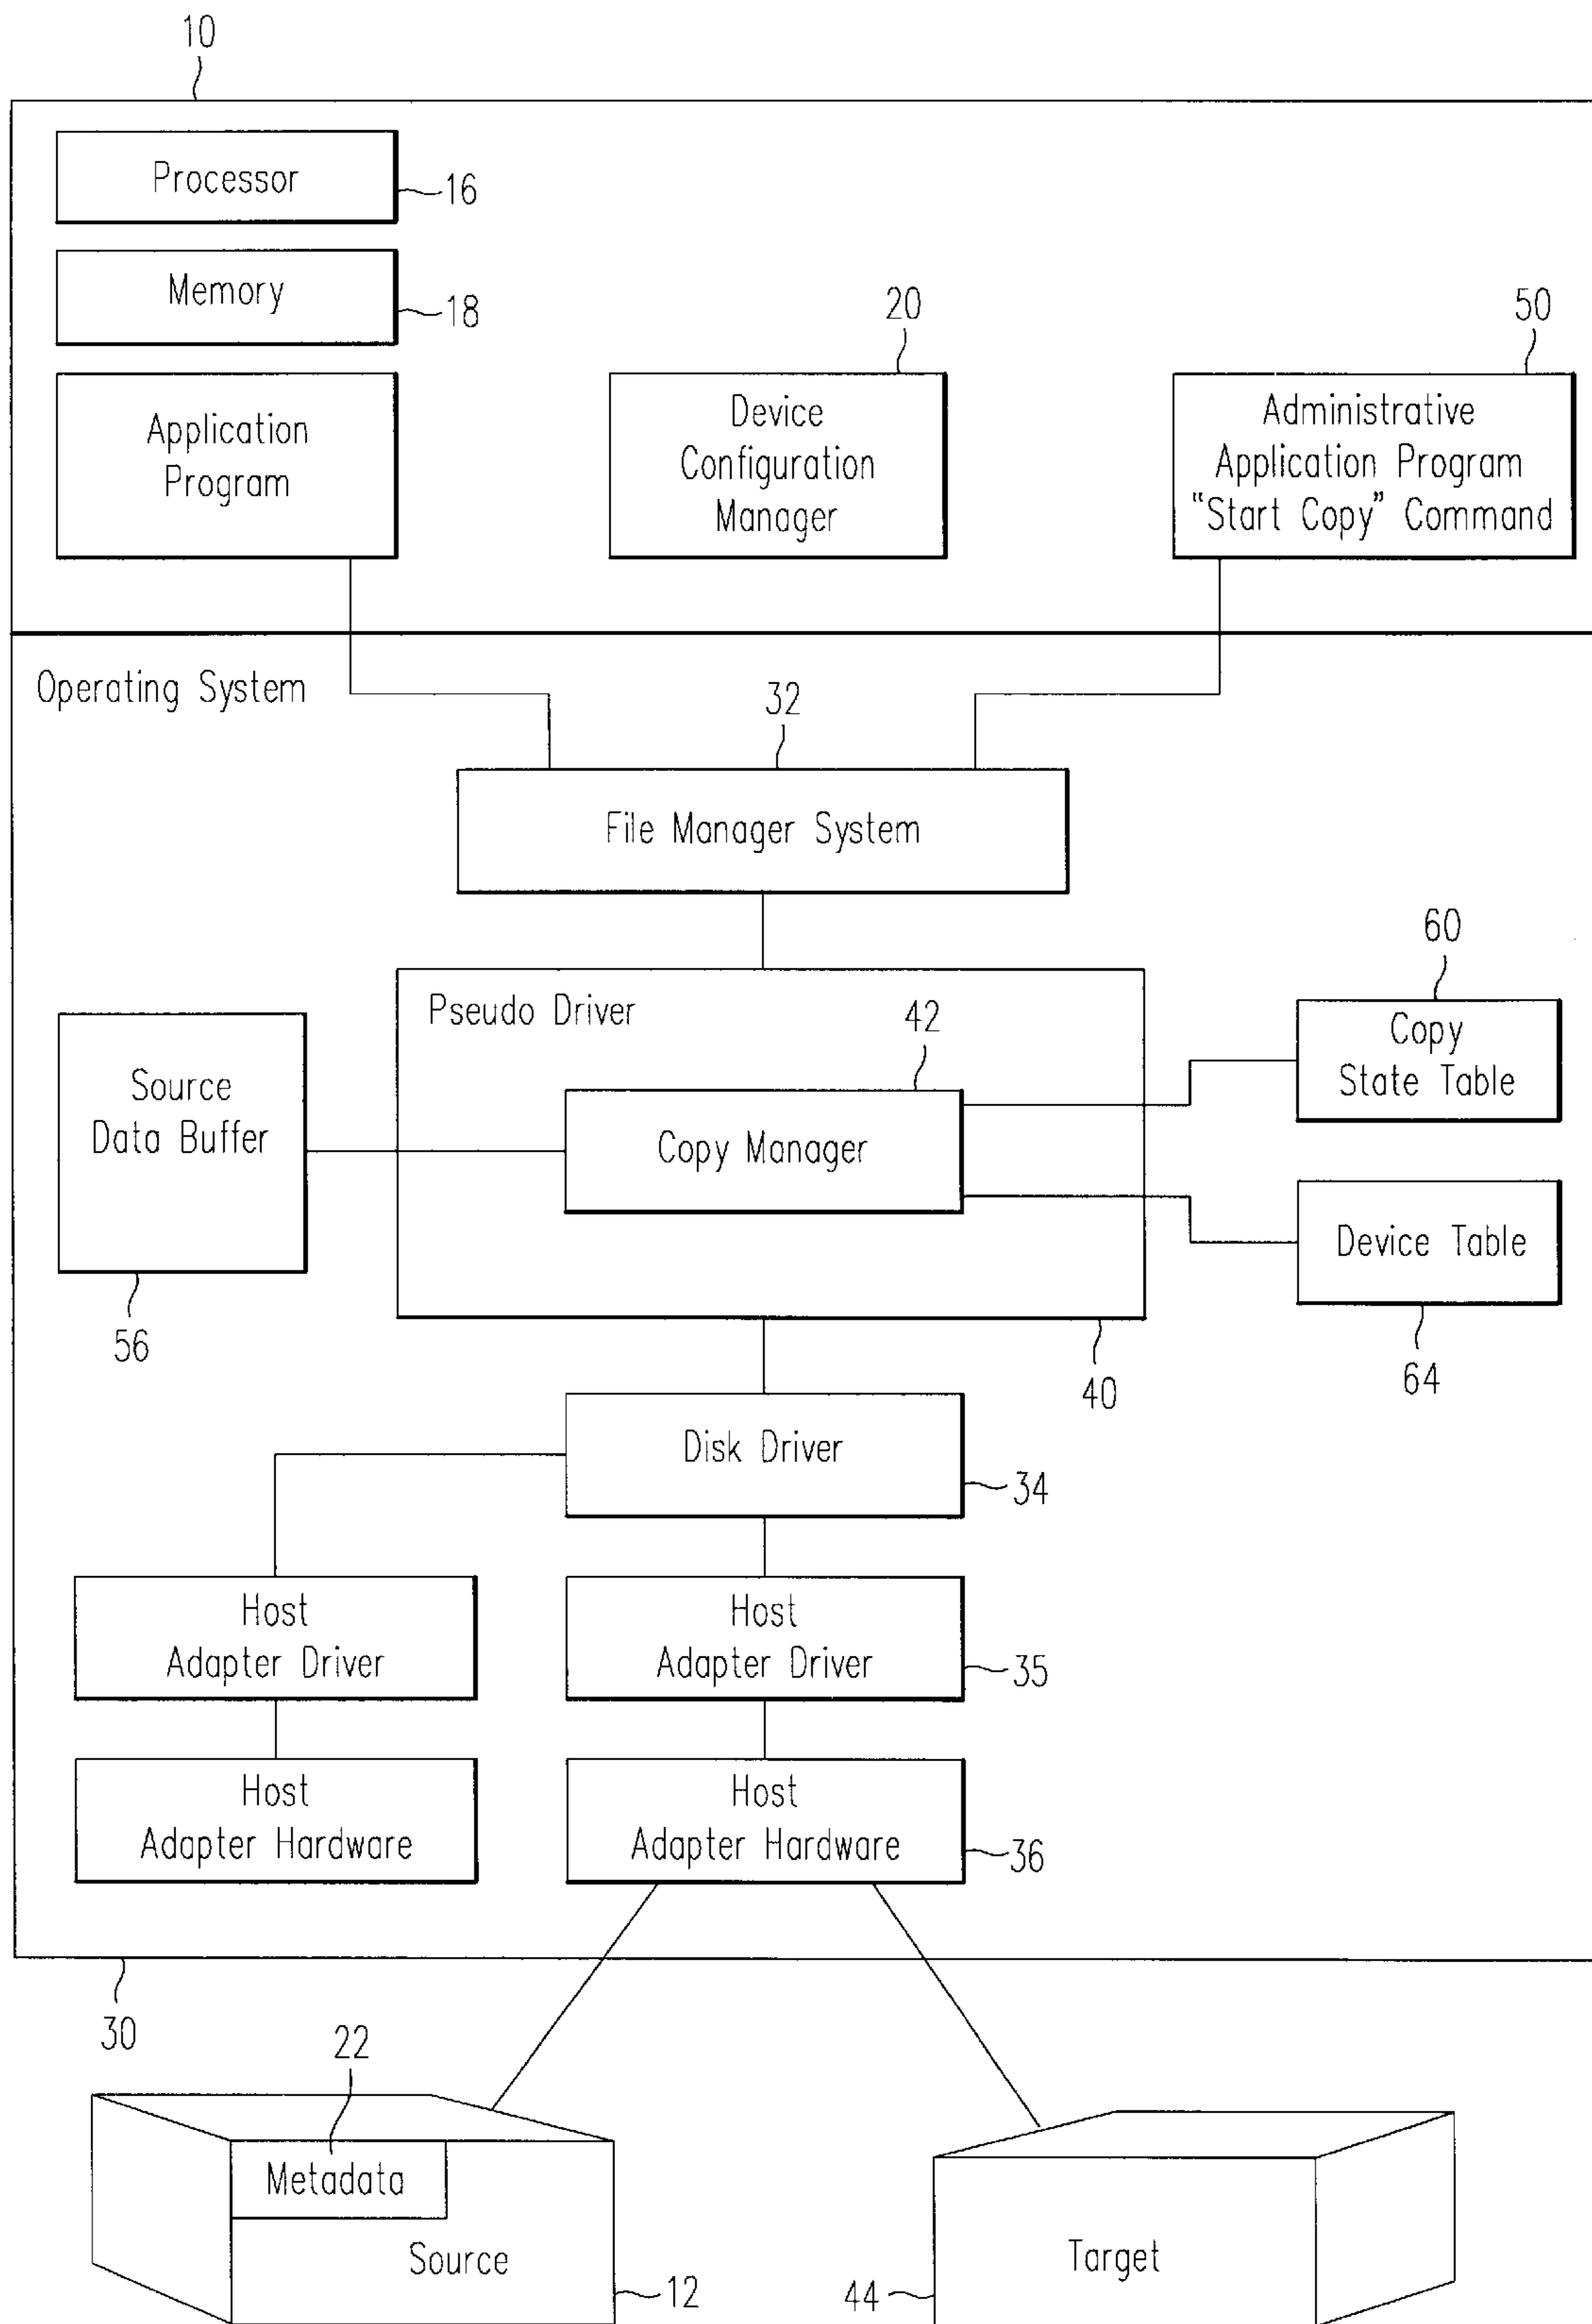 10
Processor
16
Memory
18
20
50
Application
Program
Device
Configuration
Manager
Administrative
Application Program
“Start Copy” Command
Operating System
32
File Manager System
60
Pseudo Driver
42
Copy
State Table
Source
Data Buffer
Copy Manager
Device Table
56
40
64
Disk Driver
34
Host
Adapter Driver
Host
Adapter Driver
35
Host
Adapter Hardware
Host
Adapter Hardware
36
30
22
Metadata
Source
12
Target
44